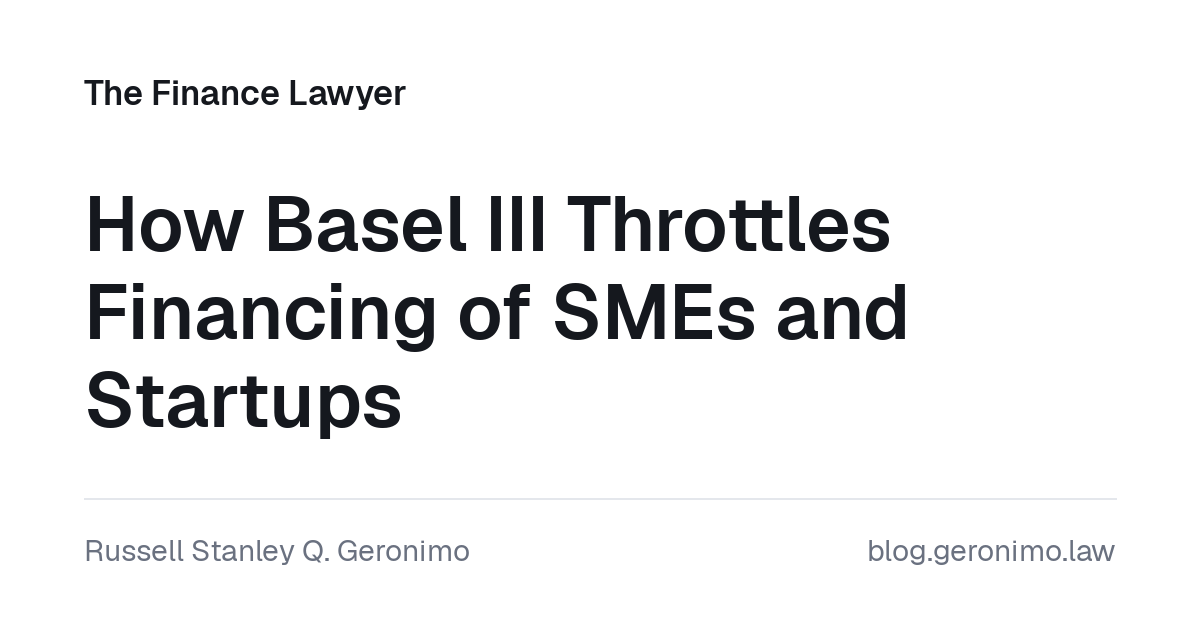 The Finance Lawyer
How Basel III Throttles
Financing of SMEs and
Startups
Russell Stanley Q. Geronimo
blog.geronimo.law